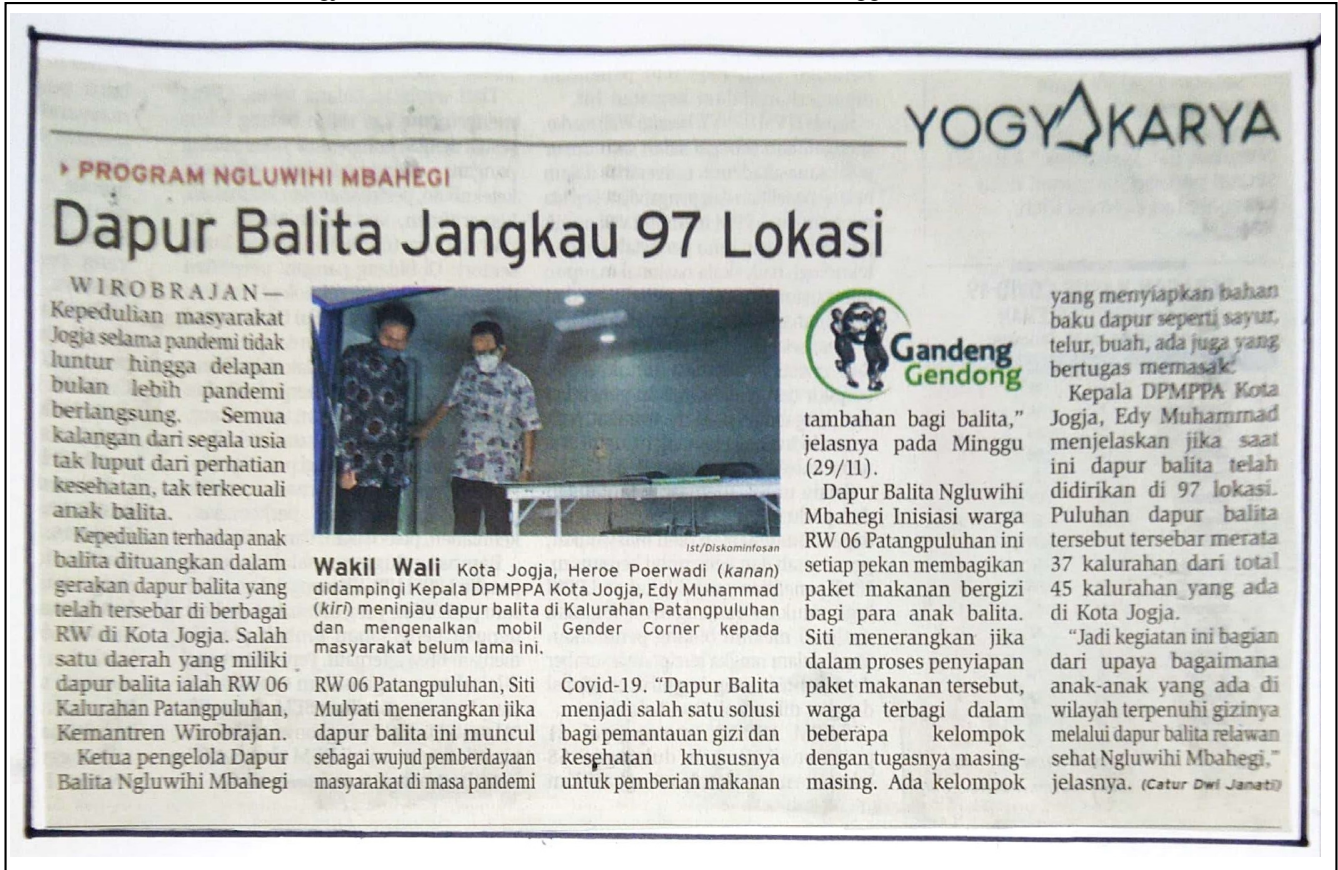 YOGYAKARYA
PROGRAM NGLUWIHI MBAHEGI
Dapur Balita Jangkau 97 Lokasi
WIROBRAJAN—
Kepedulian masyarakat
Jogja selama pandemi tidak
luntur hingga delapan
bulan lebih pandemi
berlangsung. Semua
kalangan dari segala usia
tak luput dari perhatian
kesehatan, tak terkecuali
anak balita.
Kepedulian terhadap anak
balita dituangkan dalam
gerakan dapur balita yang
telah tersebar di berbagai
RW di Kota Jogja. Salah
satu daerah yang miliki
dapur balita ialah RW 06
Kalurahan Patangpuluhan,
Kemantren Wirobrajan.
Ketua pengelola Dapur
Balita Ngluwihi Mbahegi
Ist/Diskominfosan
Wakil Wali Kota Jogja, Heroe Poerwadi (kanan)
didampingi Kepala DPMPPA Kota Jogja, Edy Muhammad
(kiri) meninjau dapur balita di Kalurahan Patangpuluhan
dan mengenalkan mobil Gender Corner kepada
masyarakat belum lama ini.
RW 06 Patangpuluhan, Siti
Mulyati menerangkan jika
dapur balita ini muncul
sebagai wujud pemberdayaan
masyarakat di masa pandemi
Covid-19. “Dapur Balita
menjadi salah satu solusi
bagi pemantauan gizi dan
kesehatan khususnya
untuk pemberian makanan
Gandeng
Gendong
tambahan bagi balita,”
jelasnya pada Minggu
(29/11).
Dapur Balita Ngluwihi
Mbahegi Inisiasi warga
RW 06 Patangpuluhan ini
setiap pekan membagikan
paket makanan bergizi
bagi para anak balita.
Siti menerangkan jika
dalam proses penyiapan
paket makanan tersebut,
warga terbagi dalam
beberapa kelompok
dengan tugasnya masing-
masing. Ada kelompok
yang menyiapkan bahan
baku dapur seperti sayur,
telur, buah, ada juga yang
bertugas memasak.
Kepala DPMPPA Kota
Jogja, Edy Muhammad
menjelaskan jika saat
ini dapur balita telah
didirikan di 97 lokasi.
Puluhan dapur balita
tersebut tersebar merata
37 kalurahan dari total
45 kalurahan yang ada
di Kota Jogja.
“Jadi kegiatan ini bagian
dari upaya bagaimana
anak-anak yang ada di
wilayah terpenuhi gizinya
melalui dapur balita relawan
sehat Ngluwihi Mbahegi,”
jelasnya. (Catur Dwi Janati)